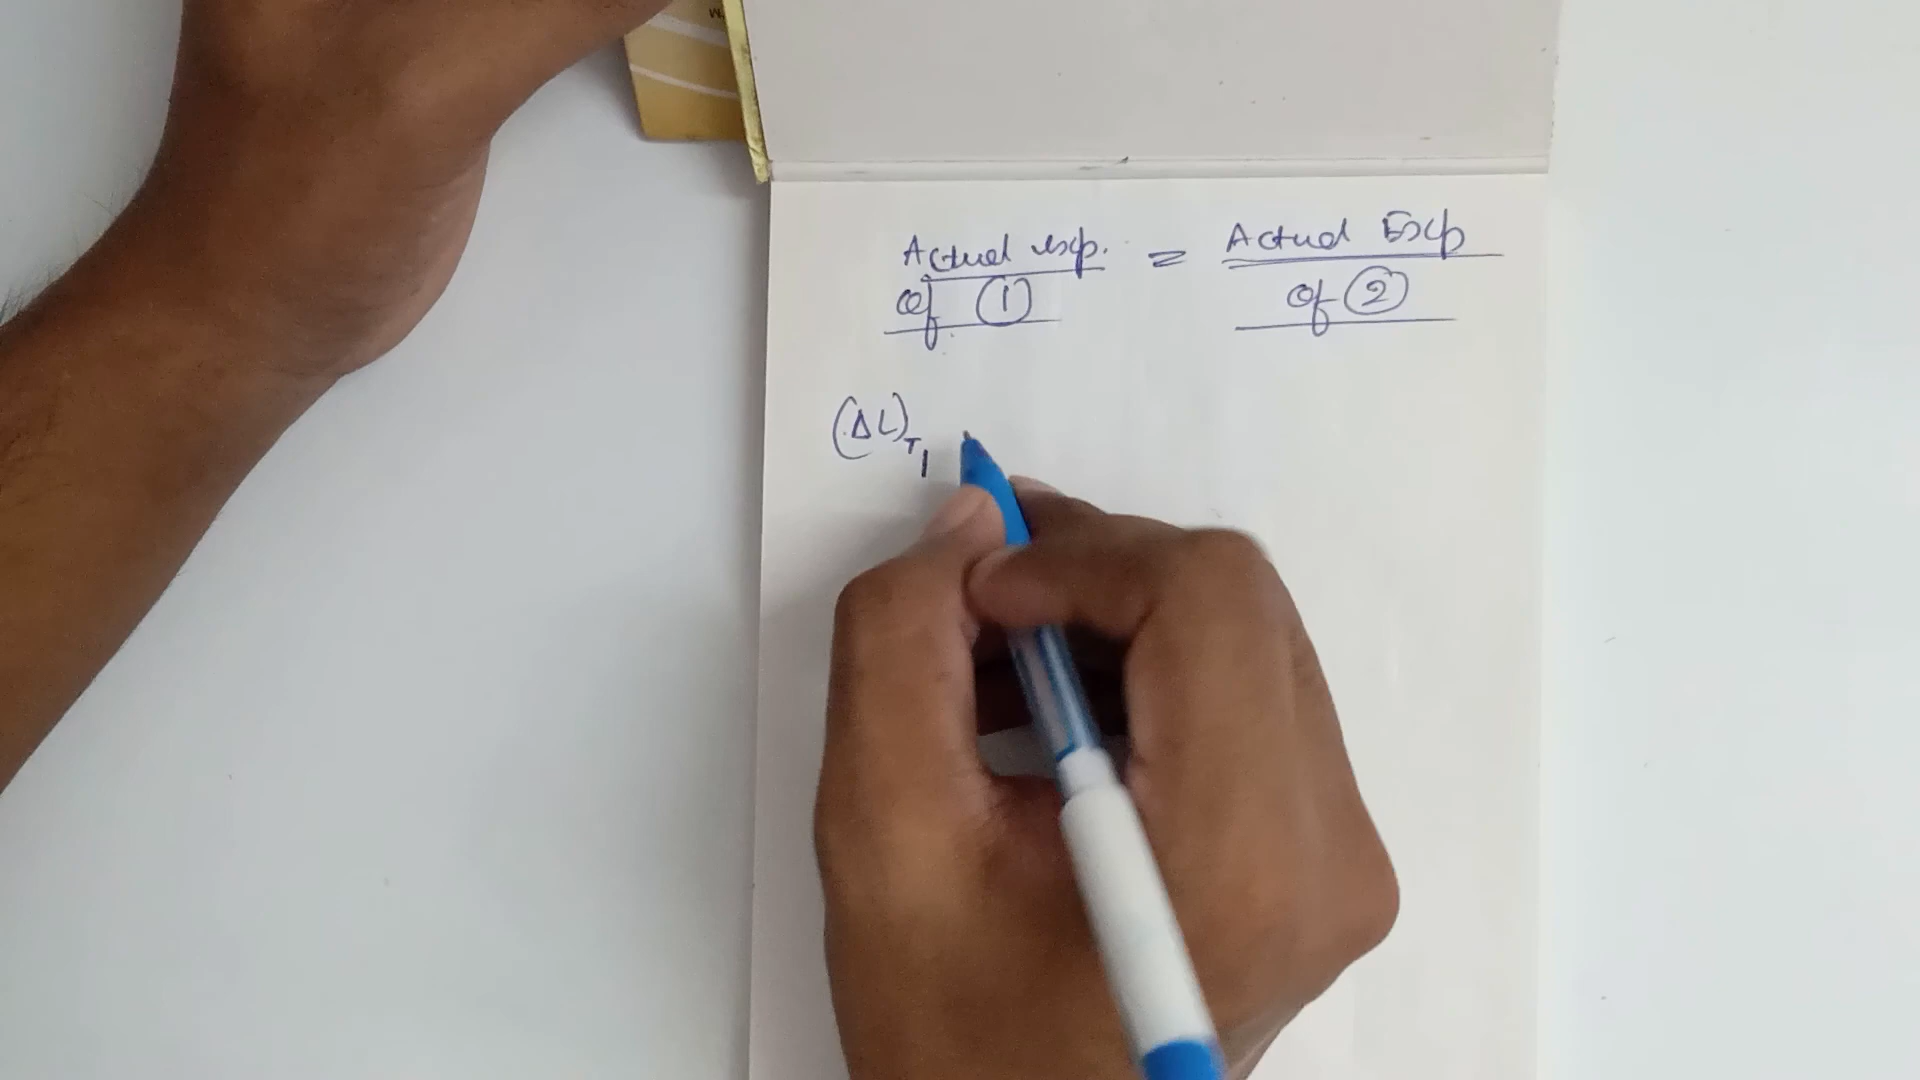 Actual exp. = Actual Exp
of ① of ②
(ΔL)T1